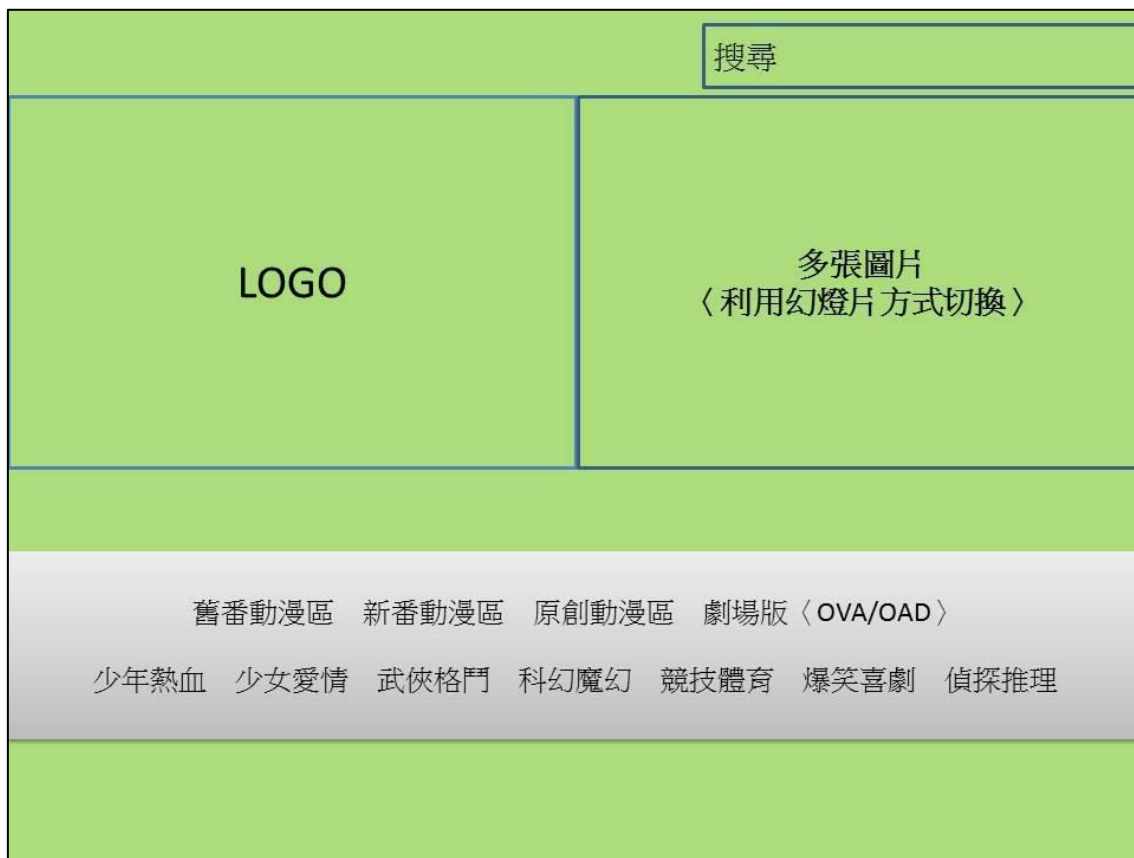 搜尋
LOGO
多張圖片
〈利用幻燈片方式切換〉
舊番動漫區 新番動漫區 原創動漫區 劇場版〈OVA/OAD〉
少年熱血 少女愛情 武俠格鬥 科幻魔幻 競技體育 爆笑喜劇 偵探推理